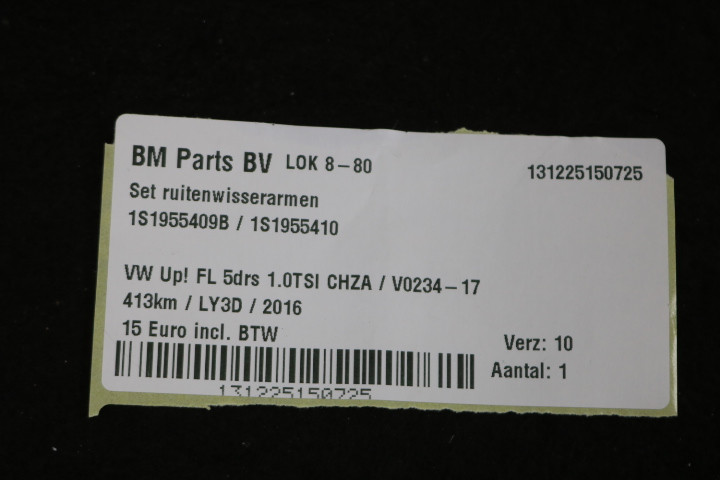 BM Parts BV LOK 8-80 131225150725
Set ruitenwisserarmen
1S1955409B / 1S1955410
VW Up! FL 5drs 1.0TSI CHZA / V0234-17
413km / LY3D / 2016
15 Euro incl. BTW
Verz: 10
Aantal: 1
131225150725